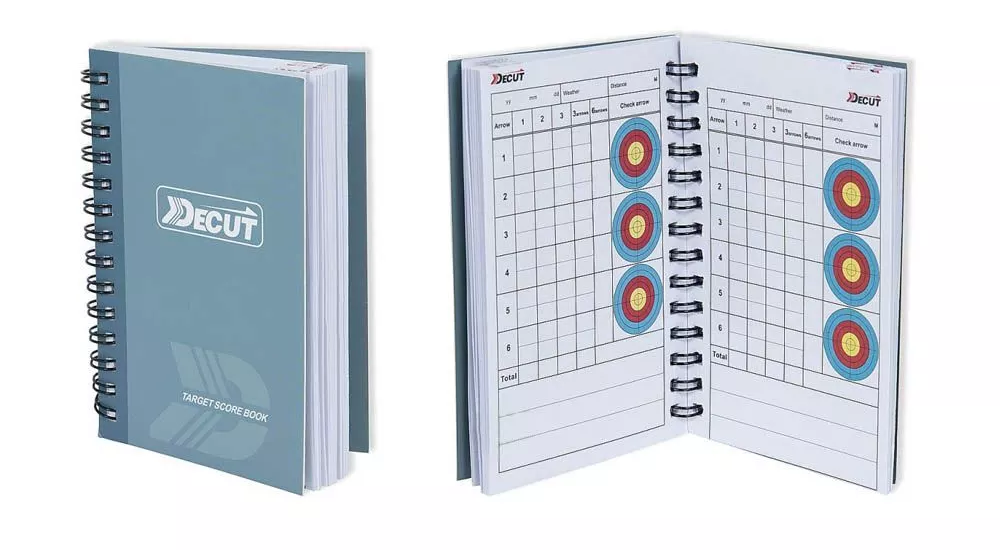 DECUT
TARGET SCORE BOOK
DECUT
YY mm dd Weather Distance M
Arrow 1 2 3 3arrows 6arrows Check arrow
1
2
3
4
5
6
Total
DECUT
YY mm dd Weather Distance M
Arrow 1 2 3 3arrows 6arrows Check arrow
1
2
3
4
5
6
Total